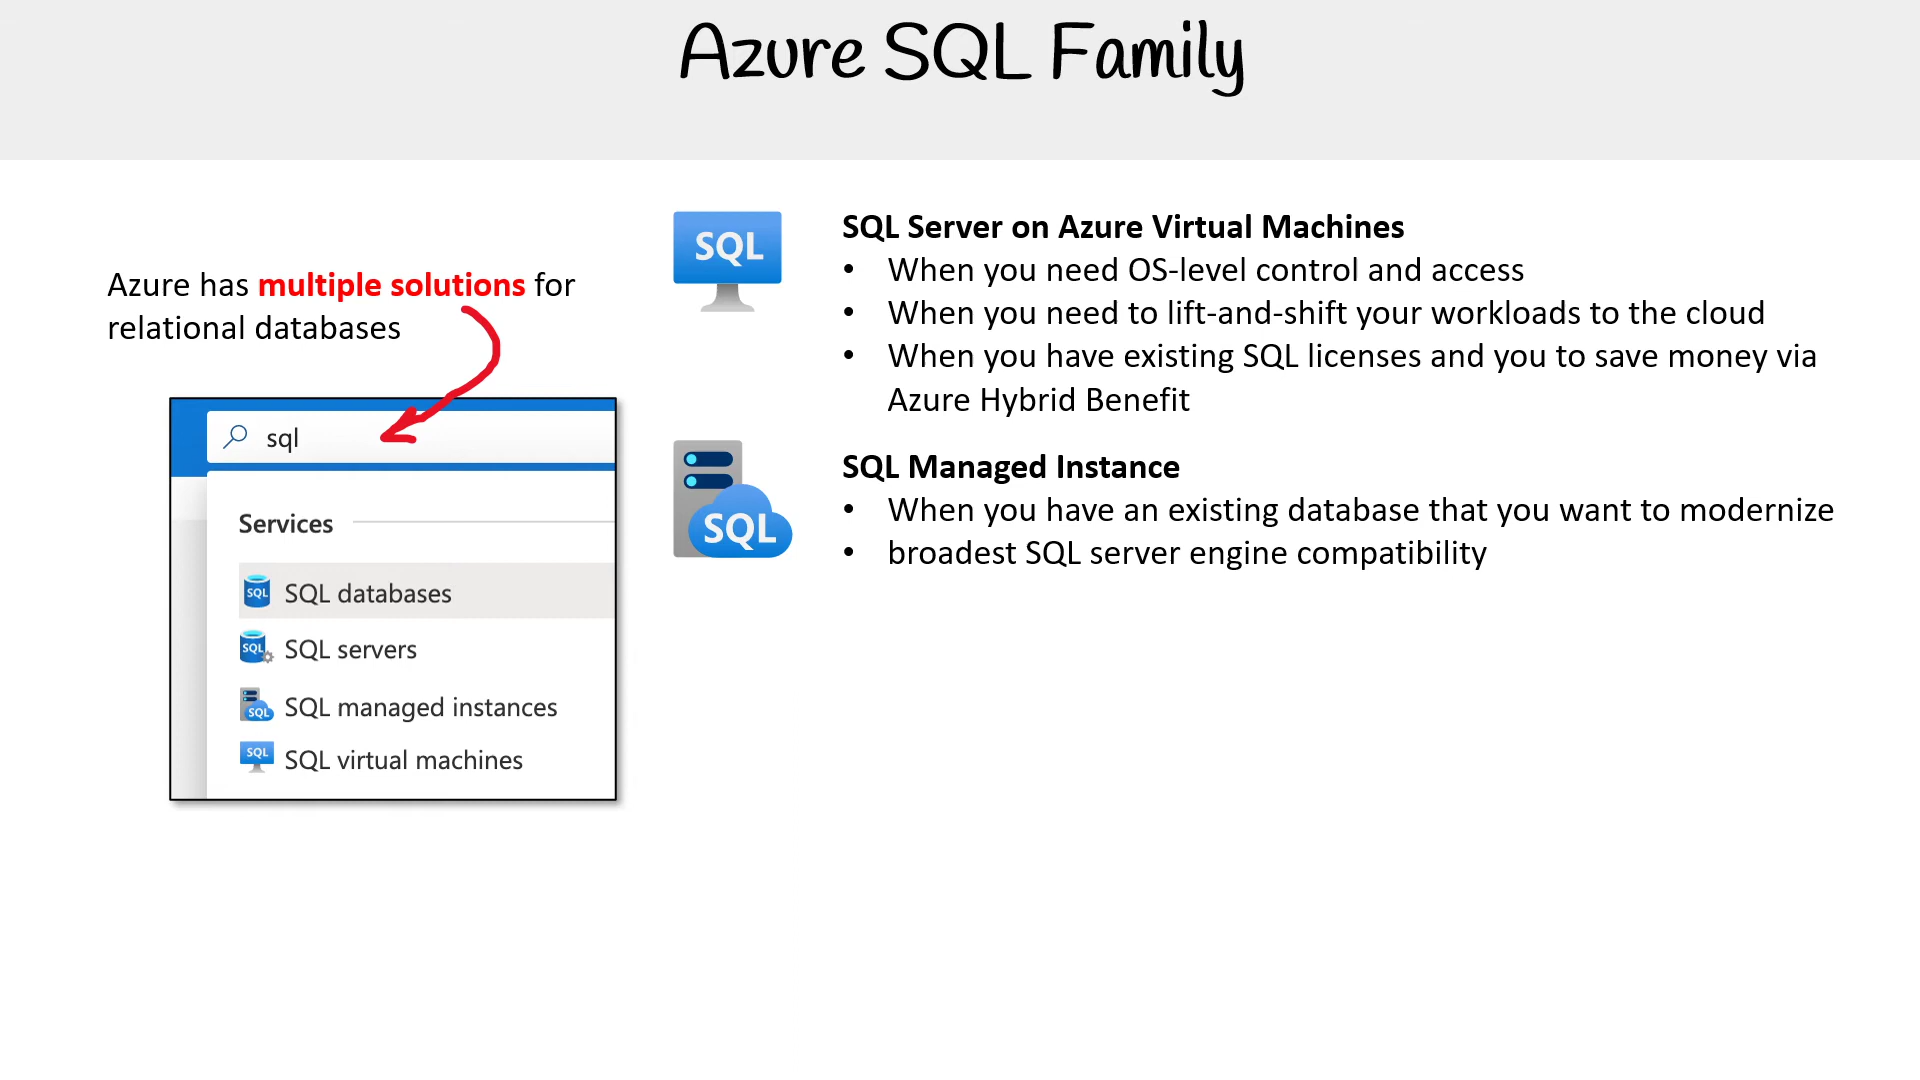 Azure SQL Family
Azure has multiple solutions for
relational databases
sql
Services
SQL SQL databases
SQL SQL servers
SQL SQL managed instances
SQL SQL virtual machines
SQL
SQL Server on Azure Virtual Machines
• When you need OS-level control and access
• When you need to lift-and-shift your workloads to the cloud
• When you have existing SQL licenses and you to save money via
Azure Hybrid Benefit
SQL
SQL Managed Instance
• When you have an existing database that you want to modernize
• broadest SQL server engine compatibility